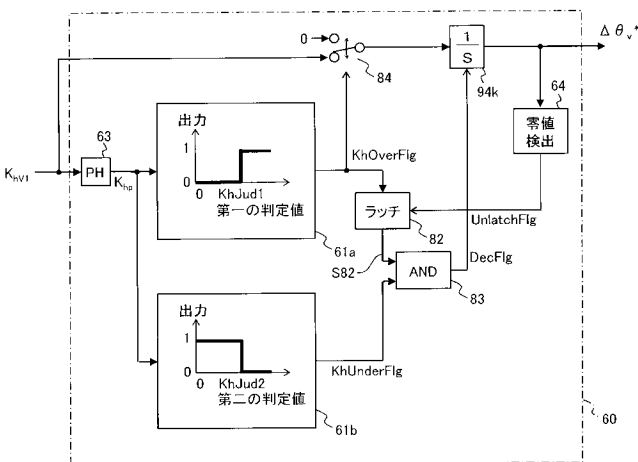 Δθv*
0
84
1
S
94k
64
零値
検出
出力
1
0
KhJud1
第一の判定値
61a
KhV1
63
PH
Khp
KhOverFlg
ラッチ
82
UnlatchFlg
S82
AND
DecFlg
83
出力
1
0
0
KhJud2
第二の判定値
61b
KhUnderFlg
60